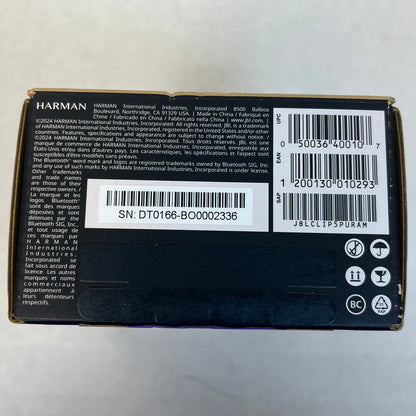 HARMAN HARMAN International Industries, Incorporated 8500 Balboa
Boulevard, Northridge, CA 91329 USA / Made in China / Fabriqué en
Chine / Fabricado en China / Fabbricato nella China | www.jbl.com |
©2024 HARMAN International Industries, Incorporated. All rights reserved. JBL is a trademark
of HARMAN International Industries, Incorporated, registered in the United States and/or other
countries. Features, specifications and appearance are subject to change without notice. /
©2024 HARMAN International Industries, Incorporated. Tous droits réservés. JBL est une
marque de commerce de HARMAN International, Incorporated, enregistrée aux
États-Unis et/ou dans d'autres pays. Les caractéristiques, les spécifications et l'aspect sont
susceptibles d'être modifiés sans préavis.
The Bluetooth® word mark and logos are registered trademarks owned by Bluetooth SIG, Inc.
and any use of such marks by HARMAN International Industries, Incorporated is under license.
Other trademarks
and trade names
are those of their
respective owners. /
La marque et les
logos Bluetooth®
sont des marques
déposées et sont
détenues par the
Bluetooth SIG, Inc.
et tout usage de
ces marques par
HARMAN
International
Industries,
Incorporated se
fait sous accord de
licence. Les autres
marques et noms
commerciaux
appartiennent à
leurs détenteurs
respectifs.
SN: DT0166-BO0002336
UPC
0 50036 40010 7
EAN
1 200130 010293
SAP
JBLCLIP5PURAM
BC
21
PAP